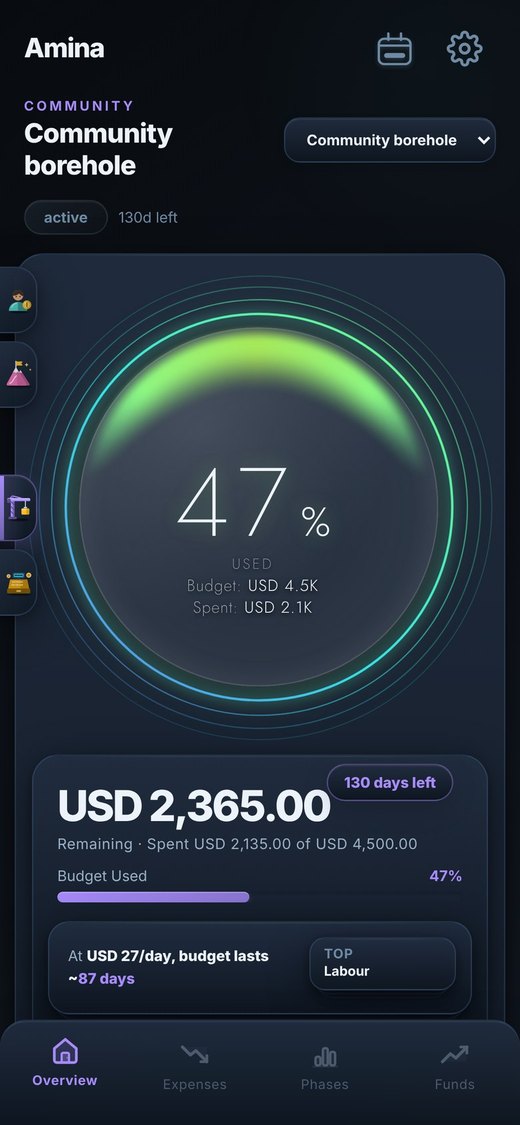 Amina
COMMUNITY
Community
borehole
Community borehole
active
130d left
47 %
USED
Budget: USD 4.5K
Spent: USD 2.1K
130 days left
USD 2,365.00
Remaining · Spent USD 2,135.00 of USD 4,500.00
Budget Used
47%
At USD 27/day, budget lasts
~87 days
TOP
Labour
Overview
Expenses
Phases
Funds